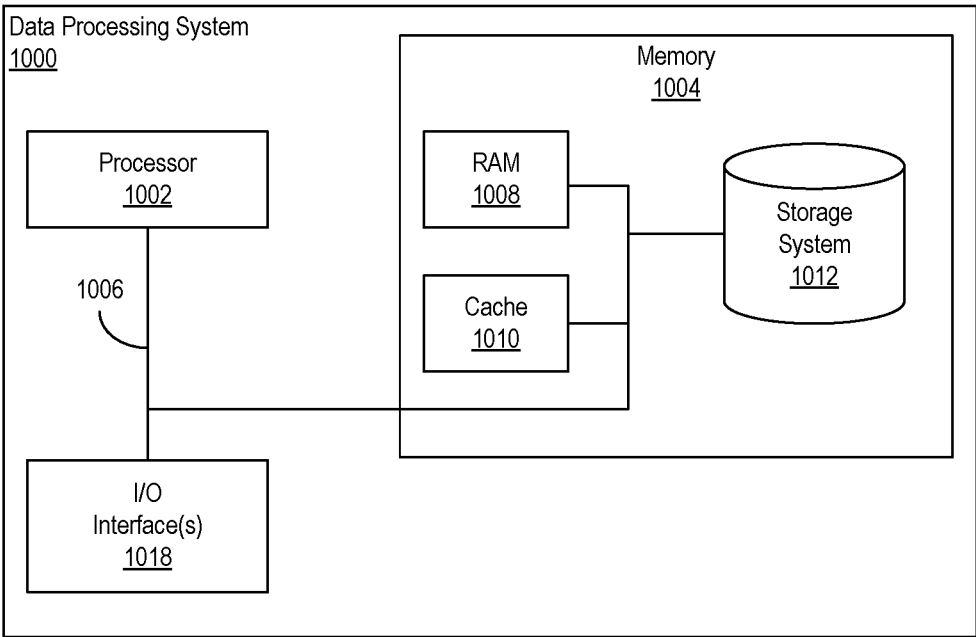 Data Processing System
1000
Memory
1004
Processor
1002
RAM
1008
Storage
System
1012
1006
Cache
1010
I/O
Interface(s)
1018